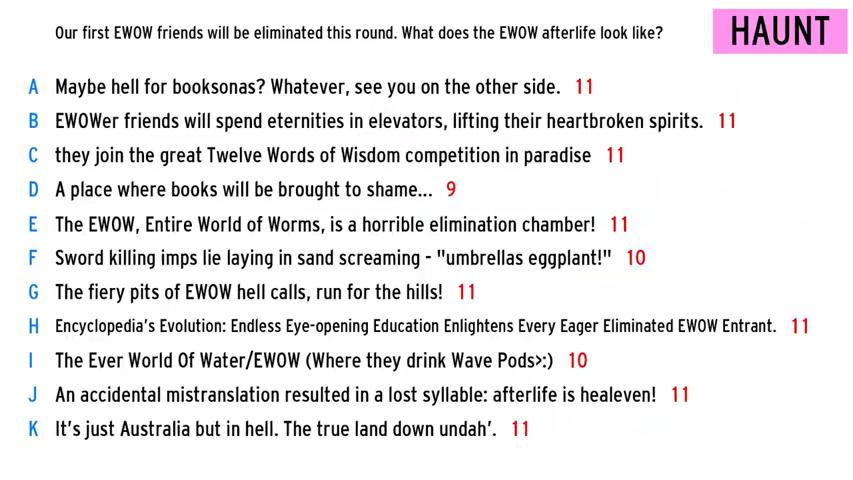 Our first EWOW friends will be eliminated this round. What does the EWOW afterlife look like?
HAUNT
A Maybe hell for booksonas? Whatever, see you on the other side. 11
B EWOWer friends will spend eternities in elevators, lifting their heartbroken spirits. 11
C they join the great Twelve Words of Wisdom competition in paradise 11
D A place where books will be brought to shame... 9
E The EWOW, Entire World of Worms, is a horrible elimination chamber! 11
F Sword killing imps lie laying in sand screaming - "umbrellas eggplant!" 10
G The fiery pits of EWOW hell calls, run for the hills! 11
H Encyclopedia's Evolution: Endless Eye-opening Education Enlightens Every Eager Eliminated EWOW Entrant. 11
I The Ever World Of Water/EWOW (Where they drink Wave Pods>:) 10
J An accidental mistranslation resulted in a lost syllable: afterlife is healeven! 11
K It's just Australia but in hell. The true land down undah'. 11